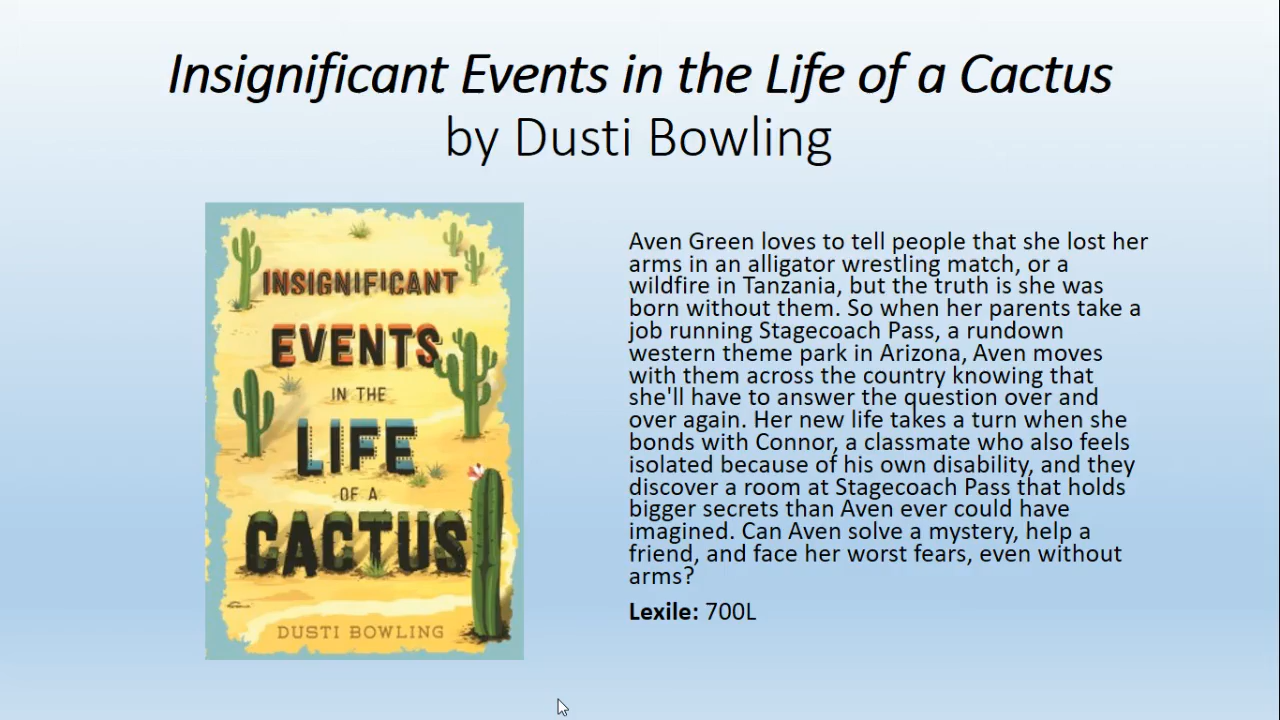 Insignificant Events in the Life of a Cactus
by Dusti Bowling
INSIGNIFICANT
EVENTS
IN THE
LIFE
OF A
CACTUS
DUSTI BOWLING
Aven Green loves to tell people that she lost her
arms in an alligator wrestling match, or a
wildfire in Tanzania, but the truth is she was
born without them. So when her parents take a
job running Stagecoach Pass, a rundown
western theme park in Arizona, Aven moves
with them across the country knowing that
she'll have to answer the question over and
over again. Her new life takes a turn when she
bonds with Connor, a classmate who also feels
isolated because of his own disability, and they
discover a room at Stagecoach Pass that holds
bigger secrets than Aven ever could have
imagined. Can Aven solve a mystery, help a
friend, and face her worst fears, even without
arms?
Lexile: 700L